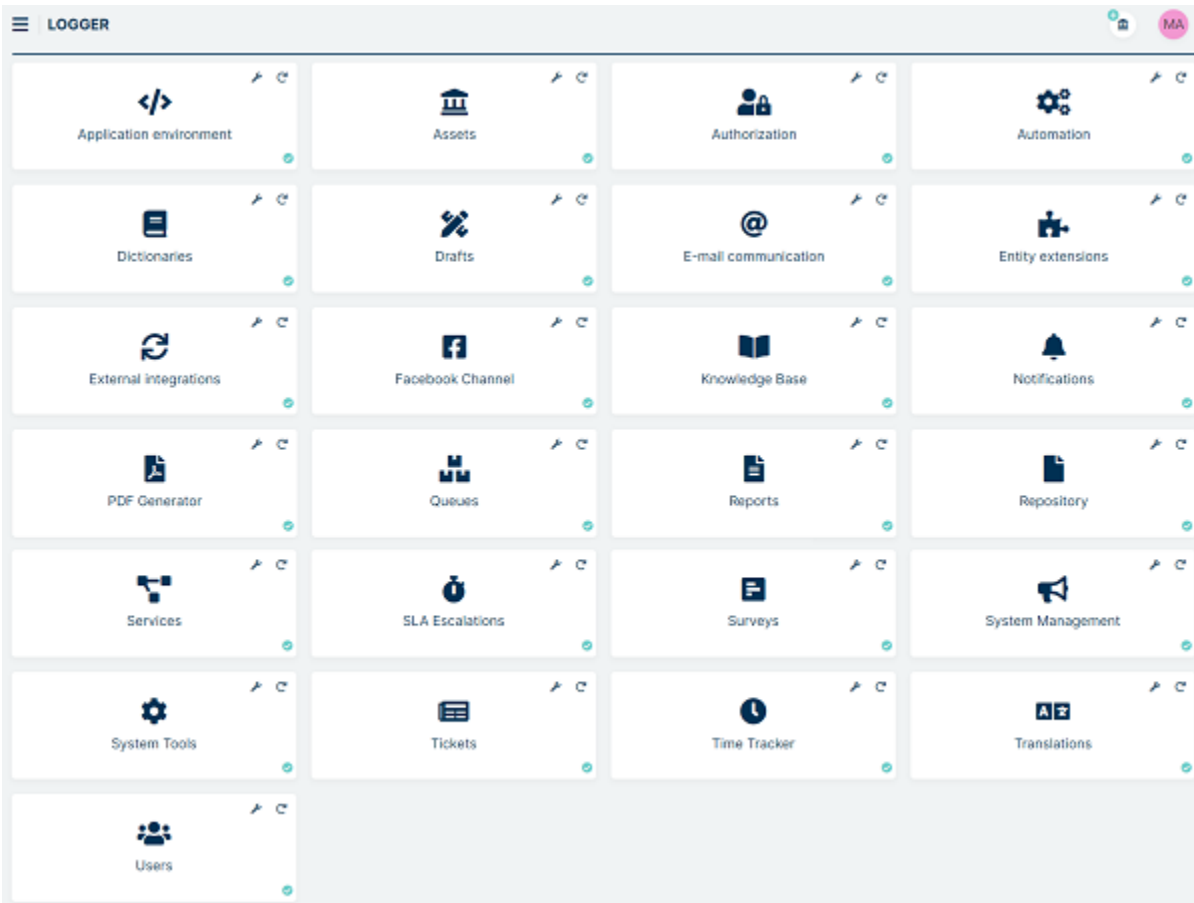 LOGGER
MA
Application environment
Assets
Authorization
Automation
Dictionaries
Drafts
E-mail communication
Entity extensions
External integrations
Facebook Channel
Knowledge Base
Notifications
PDF Generator
Queues
Reports
Repository
Services
SLA Escalations
Surveys
System Management
System Tools
Tickets
Time Tracker
Translations
Users